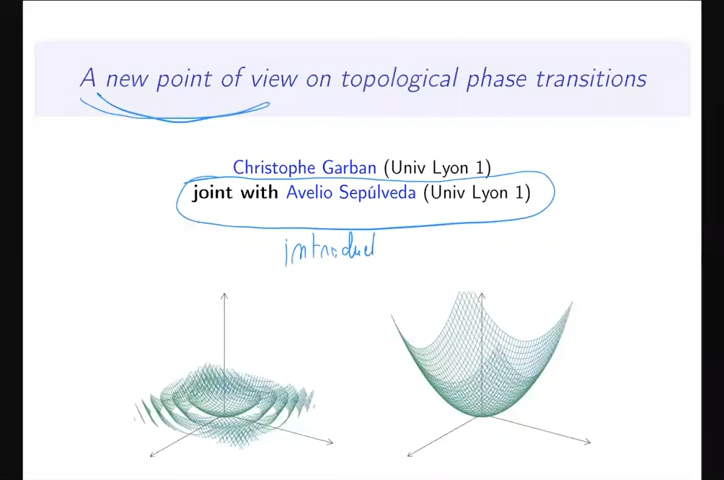 A new point of view on topological phase transitions
Christophe Garban (Univ Lyon 1)
joint with Avelio Sepúlveda (Univ Lyon 1)
introduct